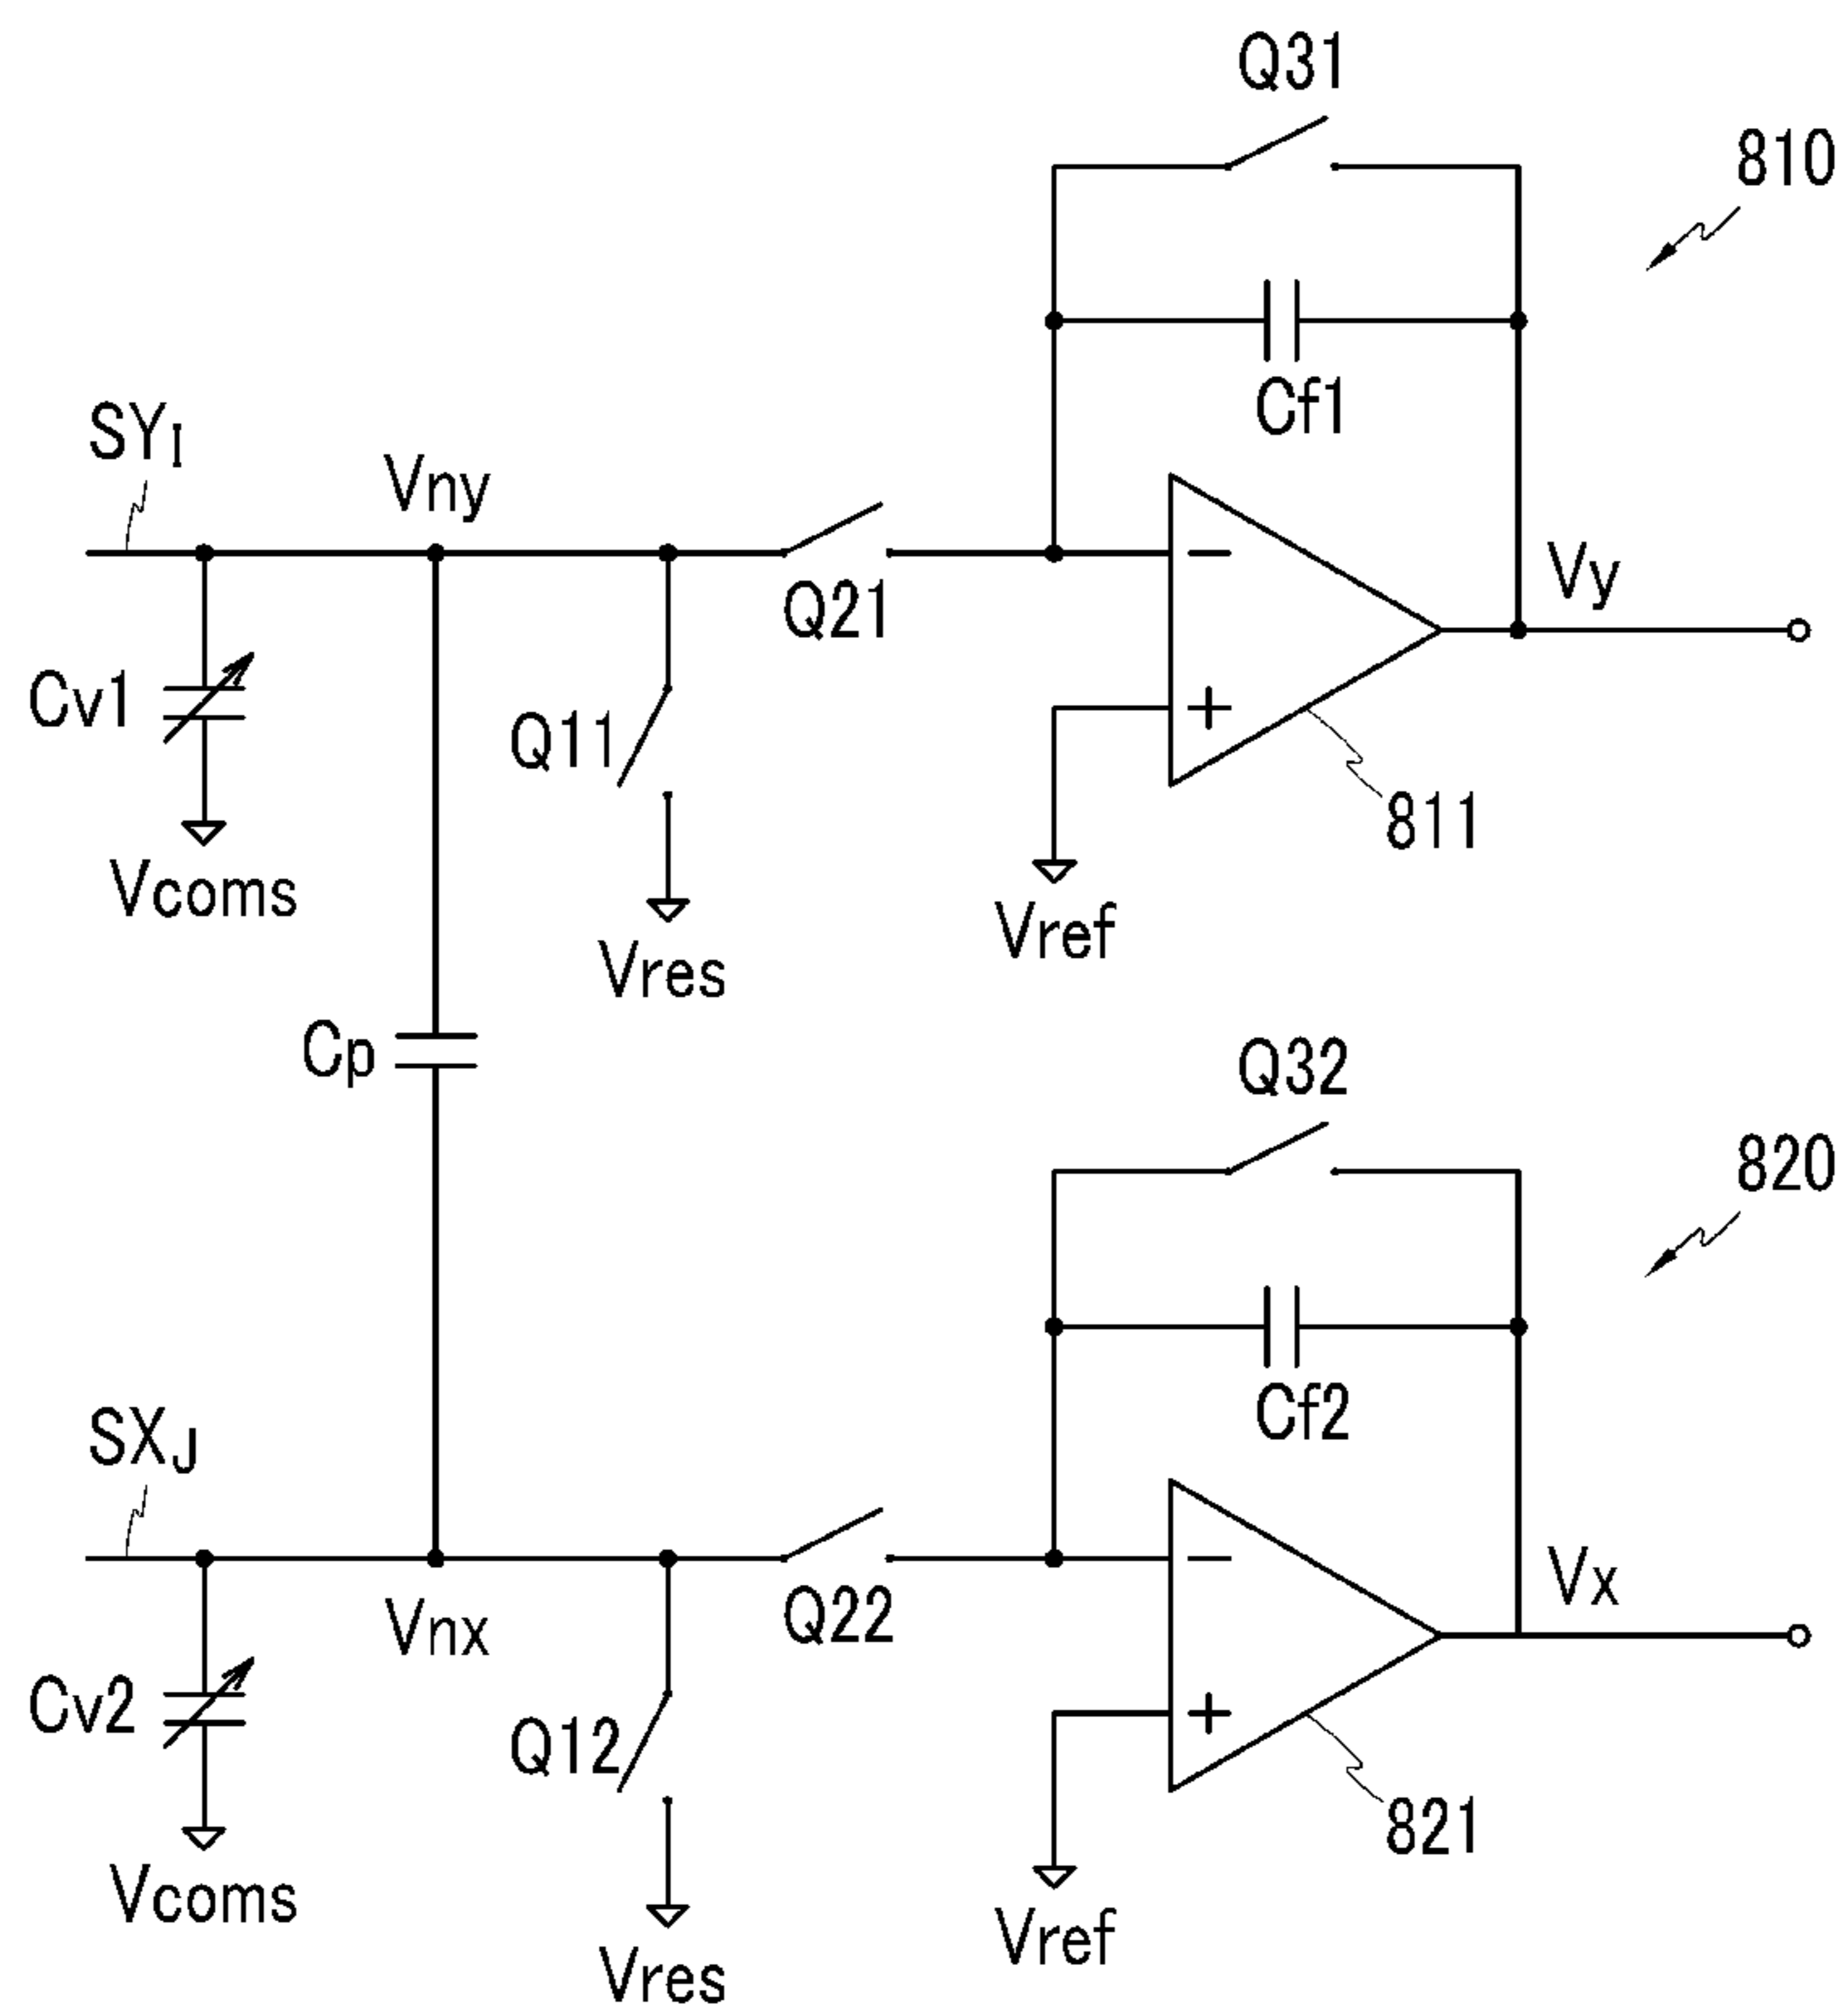 Q31
810
Cf1
SYI
Vny
Q21
Vy
−
+
Cv1
Q11
811
Vcoms
Vref
Vres
Cp
Q32
820
Cf2
SXJ
Vnx
Q22
Vx
−
+
Cv2
Q12
821
Vcoms
Vref
Vres